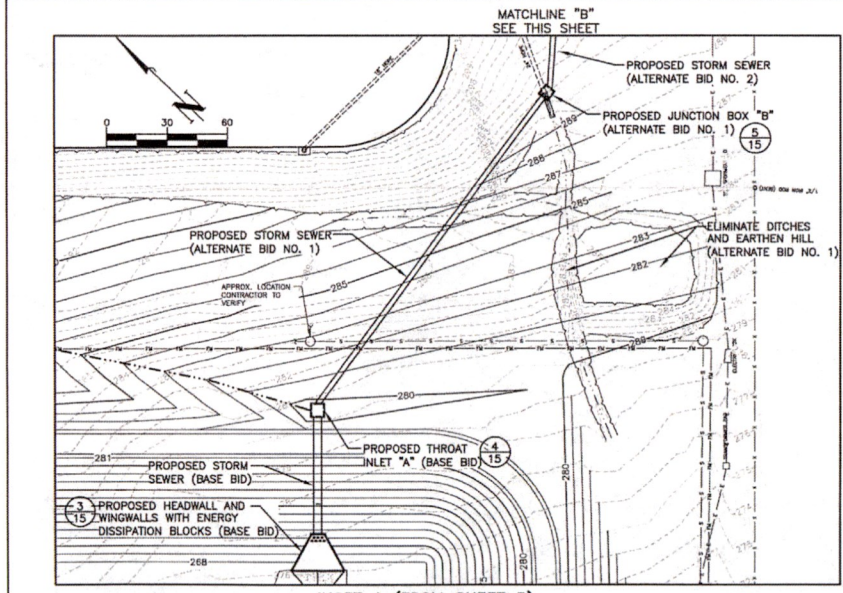 MATCHLINE "B"
SEE THIS SHEET
PROPOSED STORM SEWER
(ALTERNATE BID NO. 2)
PROPOSED JUNCTION BOX "B"
(ALTERNATE BID NO. 1)
5
15
N
0 30 60
289
288
287
285
283
282
ELIMINATE DITCHES
AND EARTHEN HILL
(ALTERNATE BID NO. 1)
PROPOSED STORM SEWER
(ALTERNATE BID NO. 1)
285
APPROX. LOCATION
CONTRACTOR TO
VERIFY
280
PROPOSED THROAT
INLET "A" (BASE BID)
4
15
281
PROPOSED STORM
SEWER (BASE BID)
3
15
PROPOSED HEADWALL AND
WINGWALLS WITH ENERGY
DISSIPATION BLOCKS (BASE BID)
268
280
280